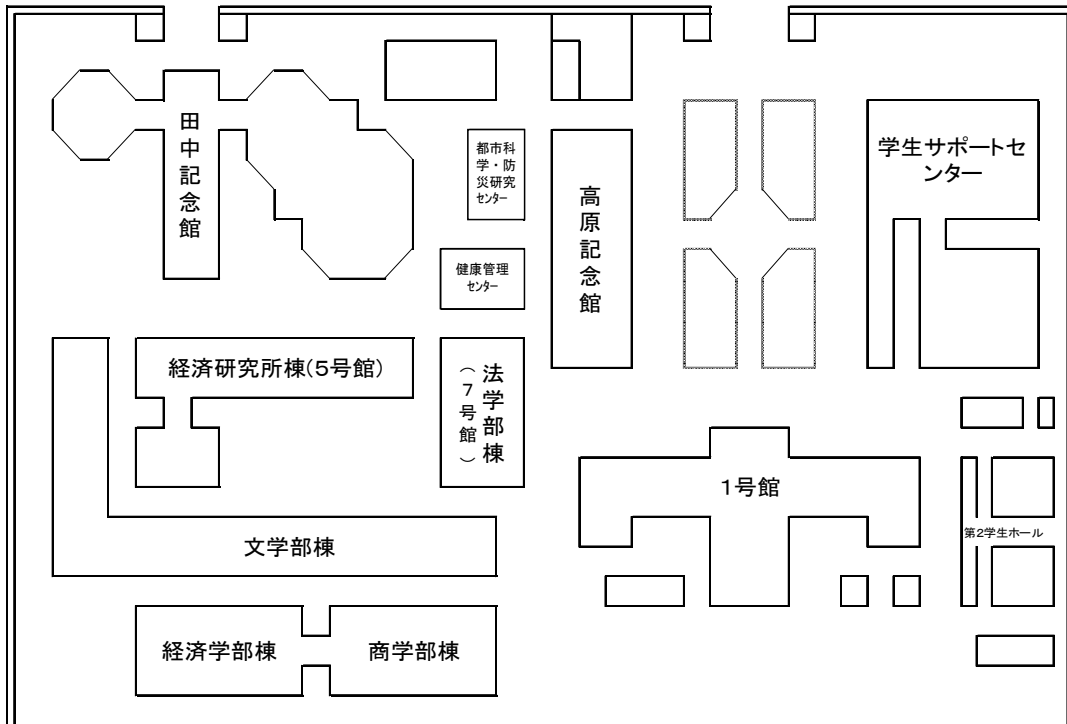 田中記念館
都市科
学・防
災研究
センター
高原記念館
学生サポートセ
ンター
健康管理
センター
経済研究所棟(5号館)
法学部棟
（７号館）
1号館
第2学生ホール
文学部棟
経済学部棟
商学部棟